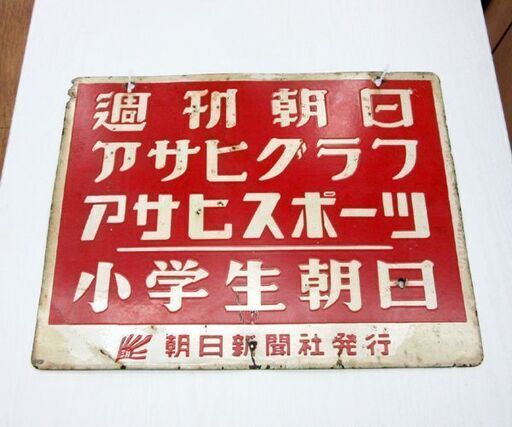 週刊朝日
アサヒグラフ
アサヒスポーツ
小学生朝日
朝日新聞社発行